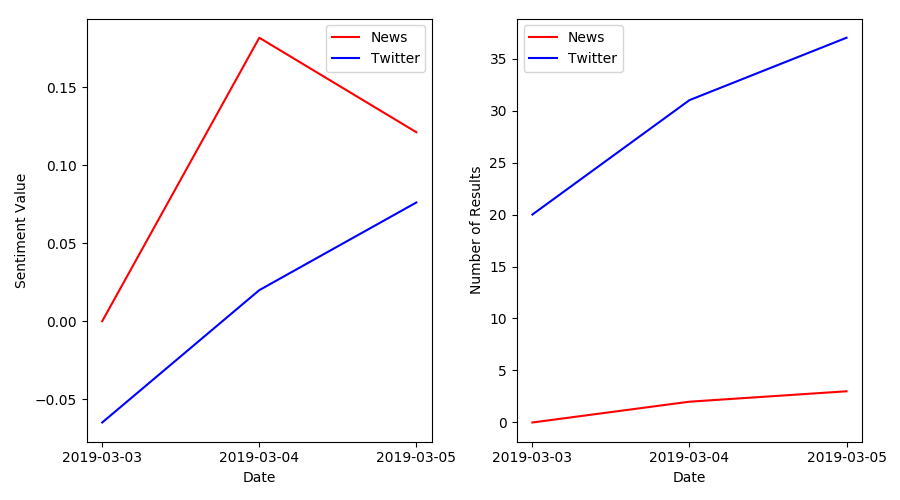 News
Twitter
0.15
0.10
0.05
0.00
−0.05
Sentiment Value
2019-03-03 2019-03-04 2019-03-05
Date
News
Twitter
35
30
25
20
15
10
5
0
Number of Results
2019-03-03 2019-03-04 2019-03-05
Date